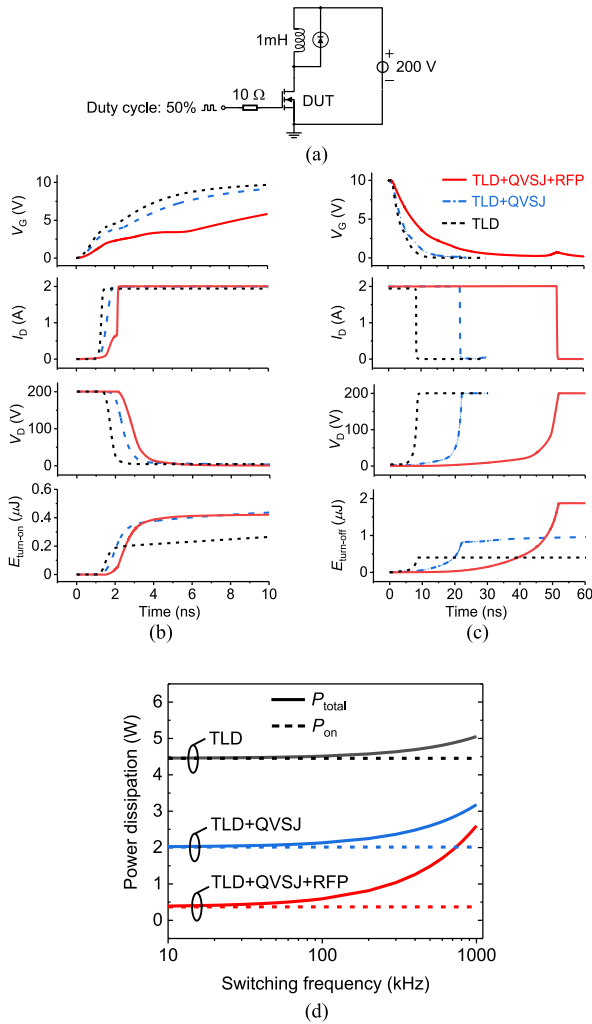 1mH
200 V
+
−
10 Ω
DUT
Duty cycle: 50%
(a)
TLD+QVSJ+RFP
TLD+QVSJ
TLD
V_G (V)
10
5
0
V_G (V)
10
5
0
I_D (A)
2
1
0
I_D (A)
2
1
0
V_D (V)
200
100
0
V_D (V)
200
100
0
E_turn-on (μJ)
0.6
0.4
0.2
0.0
0 2 4 6 8 10
Time (ns)
(b)
E_turn-off (μJ)
2
1
0
0 10 20 30 40 50 60
Time (ns)
(c)
Power dissipation (W)
6
5
4
3
2
1
0
P_total
P_on
TLD
TLD+QVSJ
TLD+QVSJ+RFP
10 100 1000
Switching frequency (kHz)
(d)